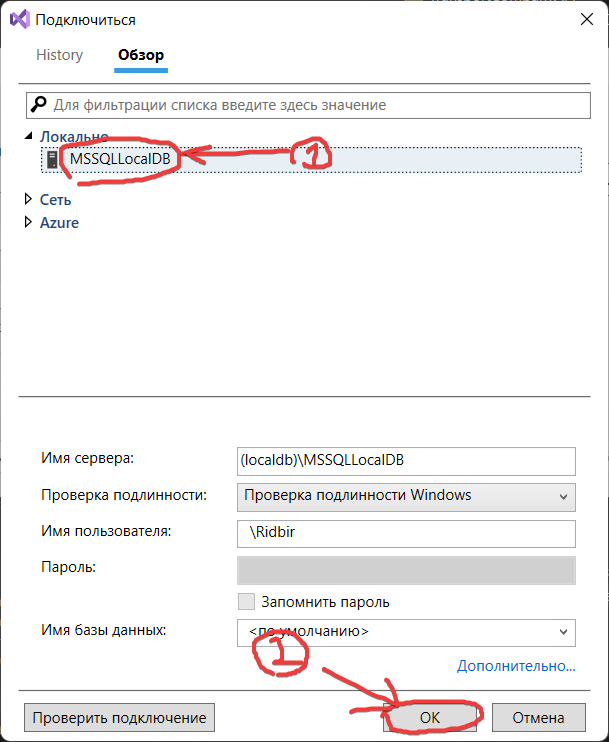 Подключиться
History
Обзор
Для фильтрации списка введите здесь значение
Локально
MSSQLLocalDB
1
Сеть
Azure
Имя сервера:
(localdb)\MSSQLLocalDB
Проверка подлинности:
Проверка подлинности Windows
Имя пользователя:
\Ridbir
Пароль:
Запомнить пароль
Имя базы данных:
<по умолчанию>
1
Дополнительно...
Проверить подключение
ОК
Отмена